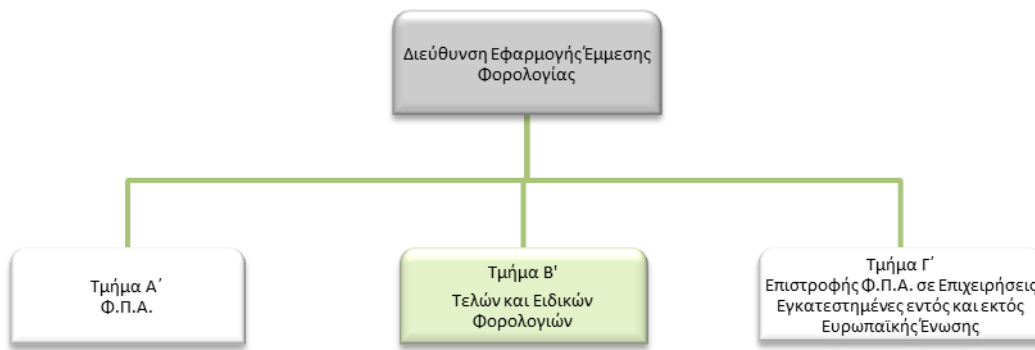 Διεύθυνση Εφαρμογής Έμμεσης
Φορολογίας
Τμήμα Α΄
Φ.Π.Α.
Τμήμα Β'
Τελών και Ειδικών
Φορολογιών
Τμήμα Γ΄
Επιστροφής Φ.Π.Α. σε Επιχειρήσεις
Εγκατεστημένες εντός και εκτός
Ευρωπαϊκής Ένωσης